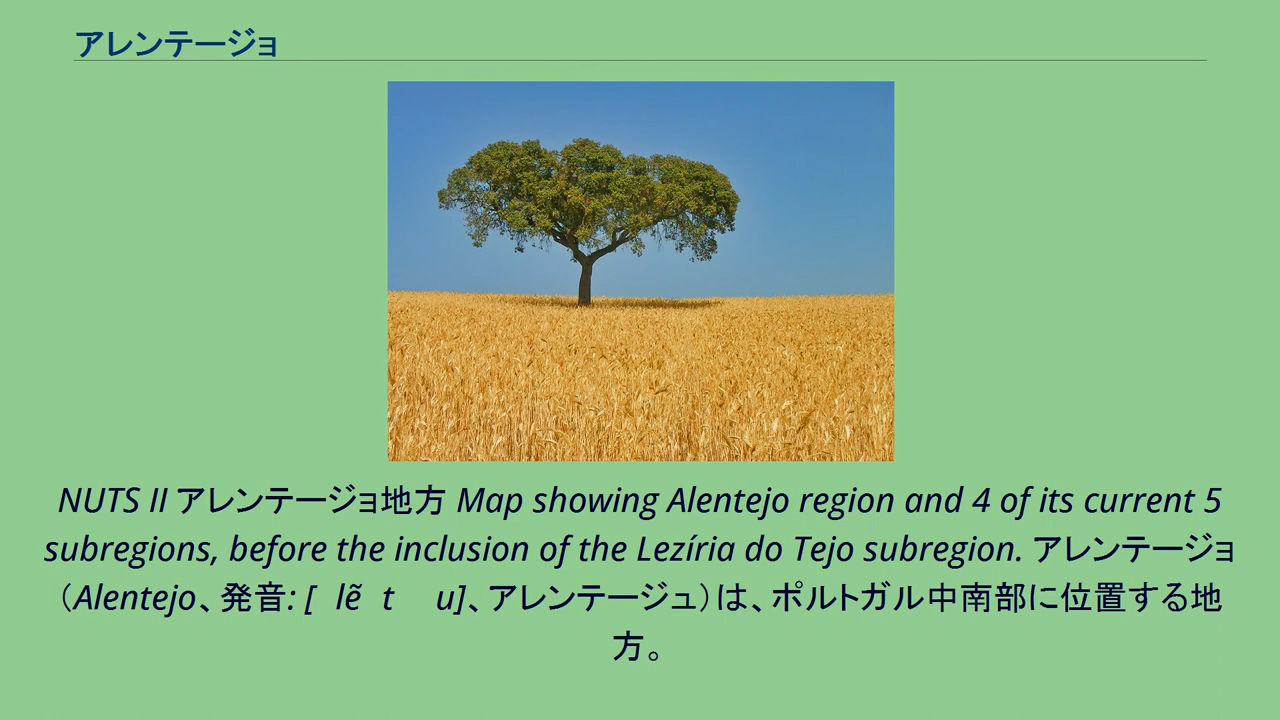 アレンテージョ
NUTS II アレンテージョ地方 Map showing Alentejo region and 4 of its current 5
subregions, before the inclusion of the Lezíria do Tejo subregion. アレンテージョ
（Alentejo、発音: [ lẽ t u]、アレンテージュ）は、ポルトガル中南部に位置する地
方。